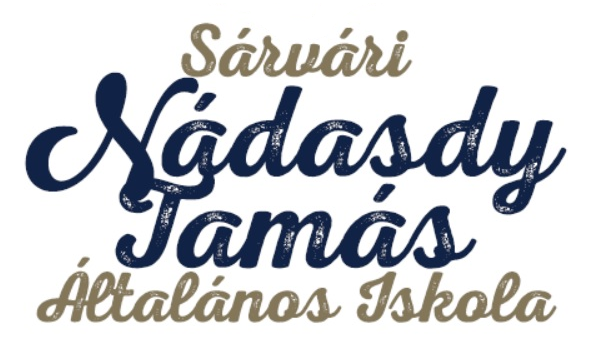 Sárvári
Nádasdy
Tamás
Általános Iskola